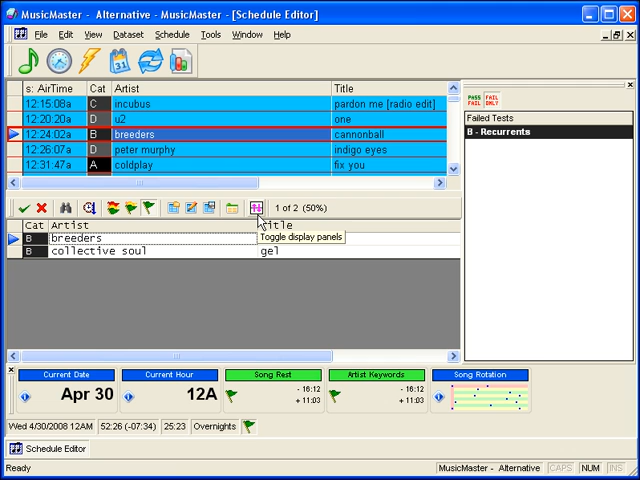 MusicMaster - Alternative - MusicMaster - [Schedule Editor]
File Edit View Dataset Schedule Tools Window Help
31
s: AirTime Cat Artist Title
12:15:08a C incubus pardon me [radio edit]
12:20:20a D u2 one
12:24:02a B breeders cannonball
12:26:07a D peter murphy indigo eyes
12:31:47a A coldplay fix you
PASS FAIL FAIL ONLY
Failed Tests
B - Recurrents
1 of 2 (50%)
Cat Artist Title
B breeders
Toggle display panels
B collective soul gel
Current Date Current Hour Song Rest Artist Keywords Song Rotation
Apr 30 12A - 16:12 + 11:03 - 16:12 + 11:03
Wed 4/30/2008 12AM 52:26 (-07:34) 25:23 Overnights
Schedule Editor
Ready MusicMaster - Alternative CAPS NUM INS